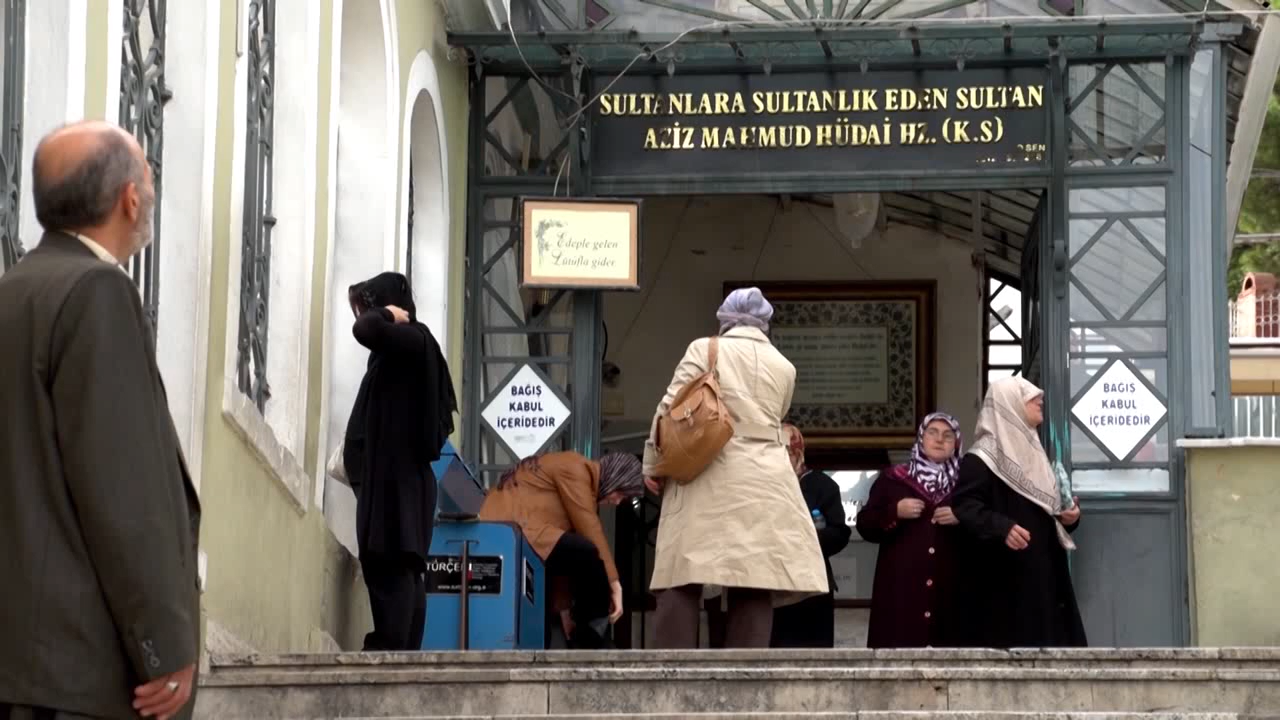 SULTANLARA SULTANLIK EDEN SULTAN
AZİZ MAHMUD HÜDAİ HZ. (K.S)
Edeple gelen
Lütufla gider.
BAĞIŞ
KABUL
İÇERİDEDİR
BAĞIŞ
KABUL
İÇERİDEDİR